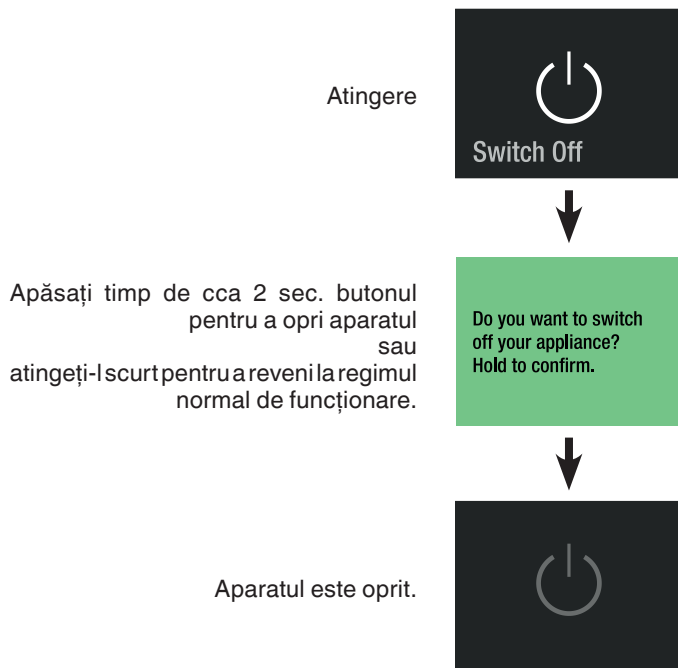 Atingere
Switch Off
Apăsați timp de cca 2 sec. butonul
pentru a opri aparatul
sau
atingeți-l scurt pentru a reveni la regimul
normal de funcționare.
Do you want to switch
off your appliance?
Hold to confirm.
Aparatul este oprit.